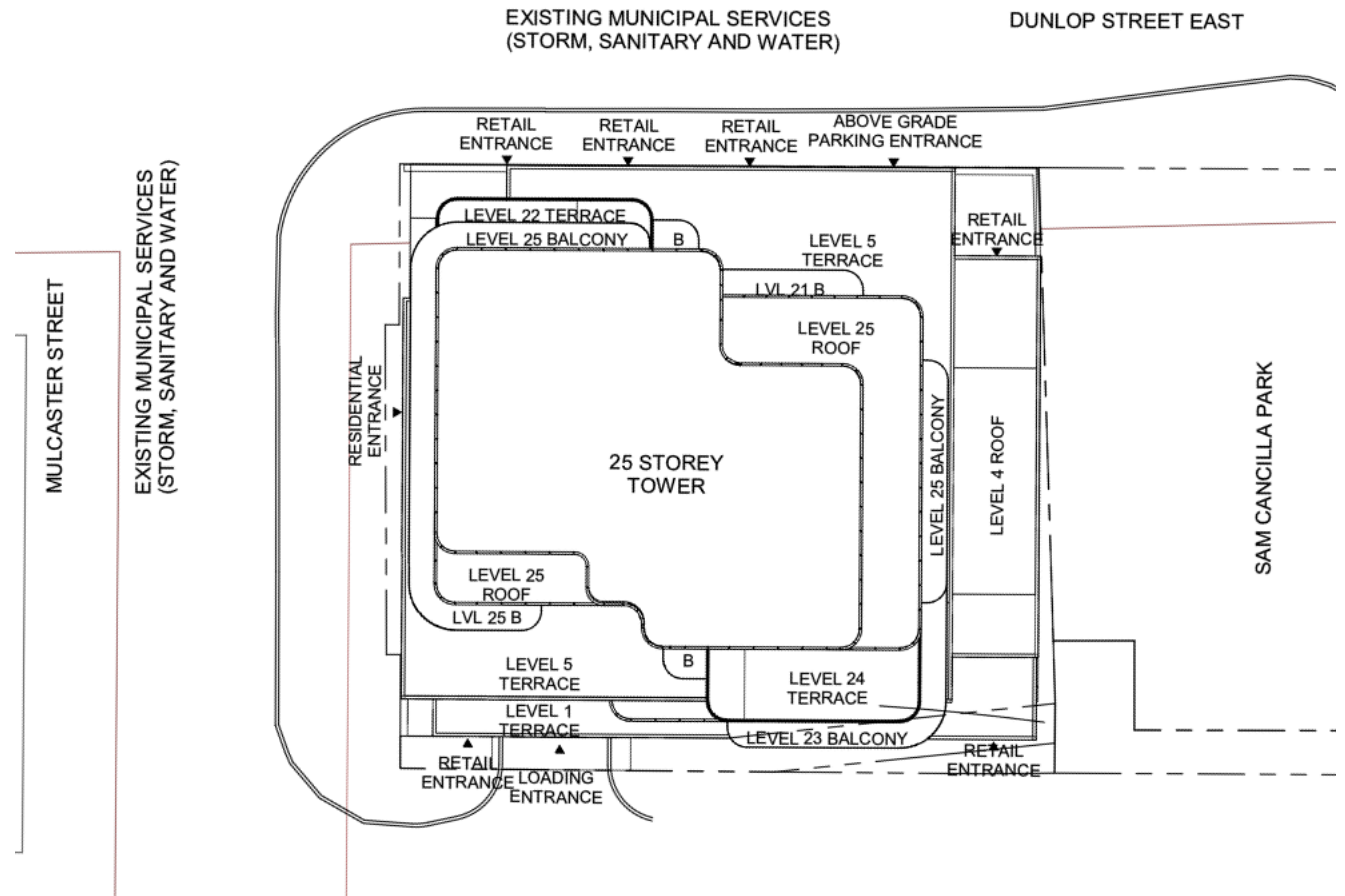 EXISTING MUNICIPAL SERVICES
(STORM, SANITARY AND WATER)
DUNLOP STREET EAST
RETAIL
ENTRANCE
RETAIL
ENTRANCE
RETAIL
ENTRANCE
ABOVE GRADE
PARKING ENTRANCE
MULCASTER STREET
EXISTING MUNICIPAL SERVICES
(STORM, SANITARY AND WATER)
LEVEL 22 TERRACE
LEVEL 25 BALCONY
B
LEVEL 5
TERRACE
RETAIL
ENTRANCE
LVL 21 B
LEVEL 25
ROOF
RESIDENTIAL
ENTRANCE
25 STOREY
TOWER
LEVEL 25 BALCONY
LEVEL 4 ROOF
SAM CANCILLA PARK
LEVEL 25
ROOF
LVL 25 B
LEVEL 5
TERRACE
B
LEVEL 24
TERRACE
LEVEL 1
TERRACE
LEVEL 23 BALCONY
RETAIL
ENTRANCE
LOADING
ENTRANCE
RETAIL
ENTRANCE